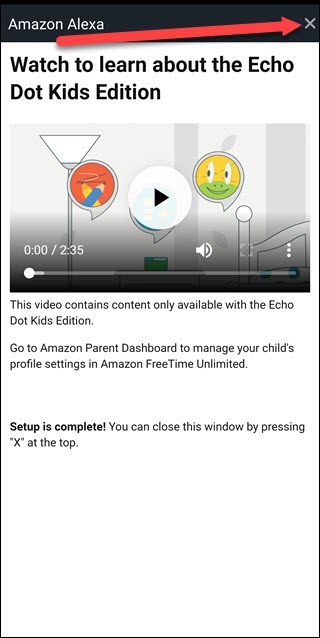 Amazon Alexa
Watch to learn about the Echo
Dot Kids Edition
0:00 / 2:35
This video contains content only available with the Echo
Dot Kids Edition.
Go to Amazon Parent Dashboard to manage your child's
profile settings in Amazon FreeTime Unlimited.
Setup is complete! You can close this window by pressing
"X" at the top.